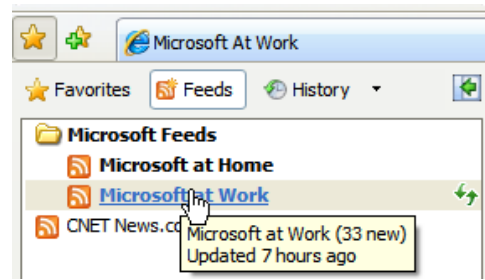 Microsoft At Work
Favorites Feeds History
Microsoft Feeds
Microsoft at Home
Microsoft at Work
CNET News.co
Microsoft at Work (33 new)
Updated 7 hours ago